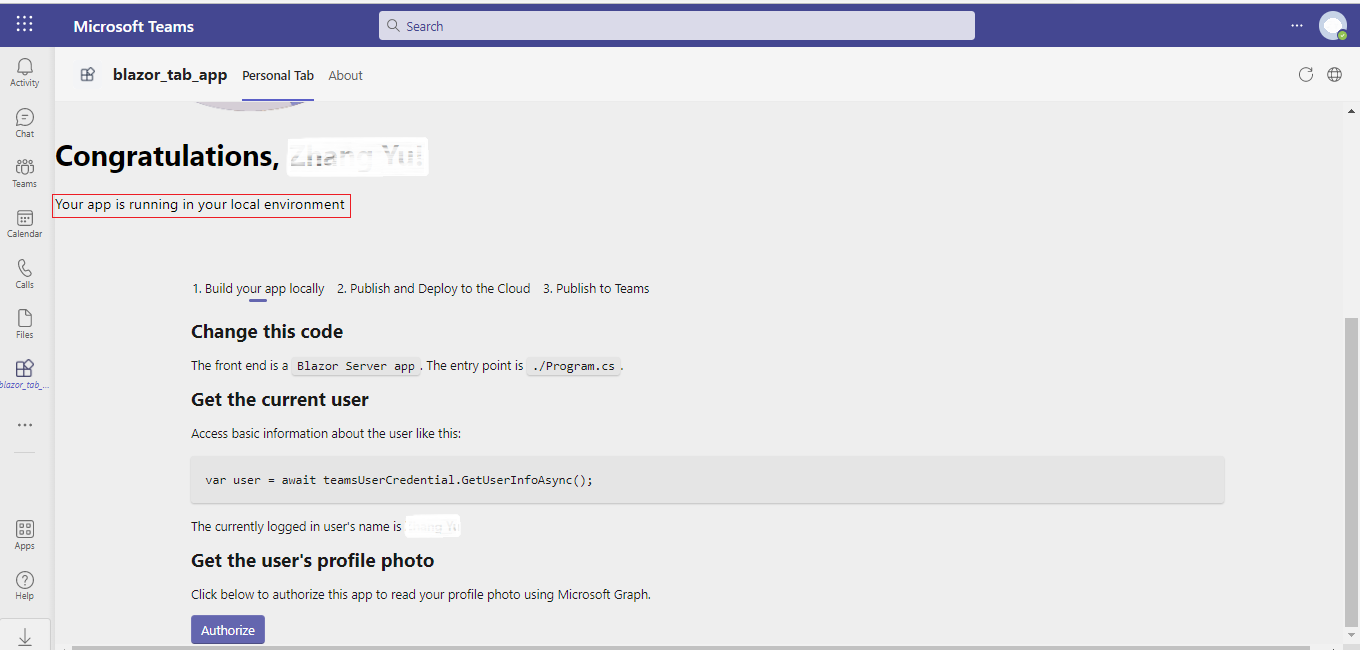 Microsoft Teams
Search
...
Activity
Chat
Teams
Calendar
Calls
Files
blazor_tab_...
...
Apps
Help
blazor_tab_app Personal Tab About
Congratulations,
Your app is running in your local environment
1. Build your app locally 2. Publish and Deploy to the Cloud 3. Publish to Teams
Change this code
The front end is a Blazor Server app. The entry point is ./Program.cs.
Get the current user
Access basic information about the user like this:
var user = await teamsUserCredential.GetUserInfoAsync();
The currently logged in user's name is
Get the user's profile photo
Click below to authorize this app to read your profile photo using Microsoft Graph.
Authorize